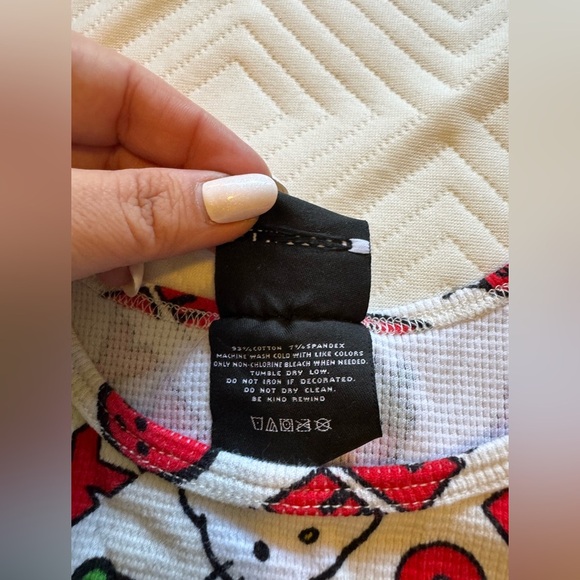 93% COTTON 7% SPANDEX
MACHINE WASH COLD WITH LIKE COLORS
ONLY NON-CHLORINE BLEACH WHEN NEEDED.
TUMBLE DRY LOW.
DO NOT IRON IF DECORATED.
DO NOT DRY CLEAN.
BE KIND REWIND